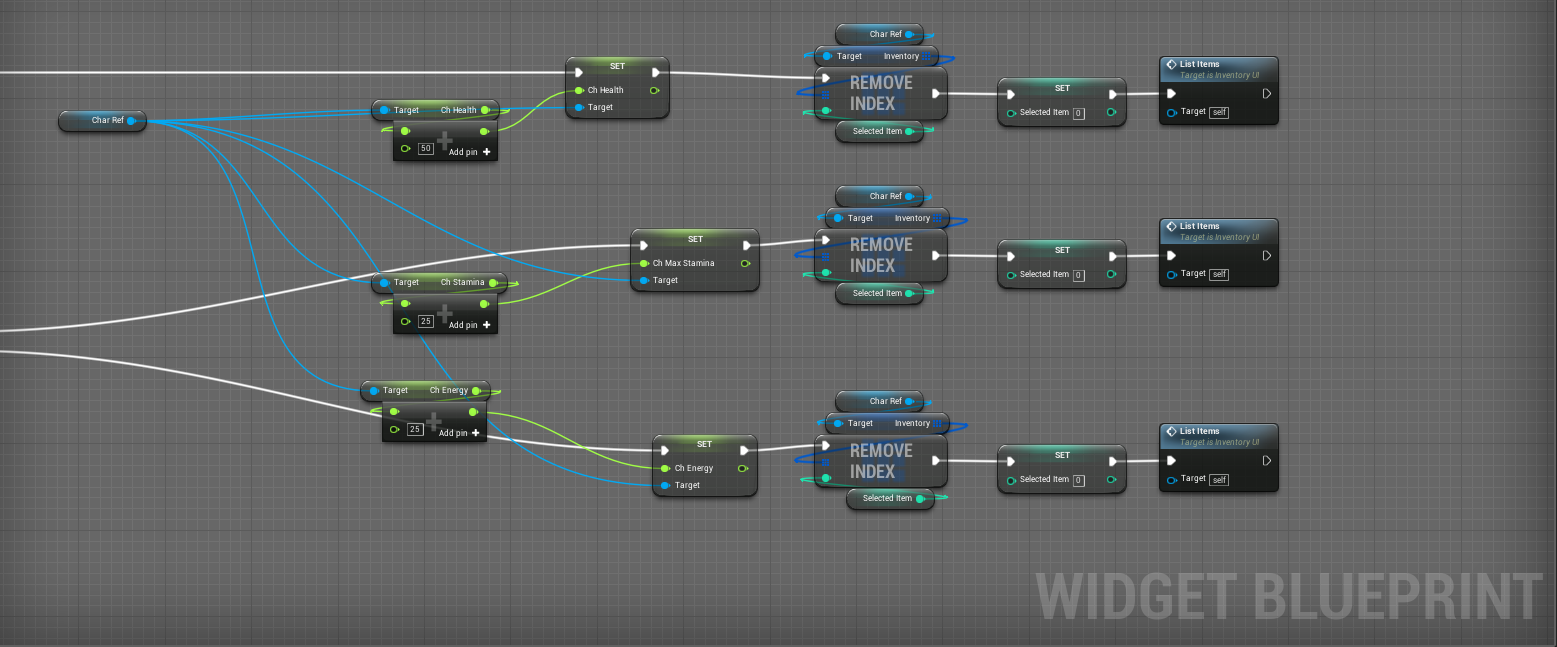 Char Ref
Target Ch Health
50
Add pin
SET
Ch Health
Target
Char Ref
Target Inventory
REMOVE
INDEX
Selected Item
SET
Selected Item 0
List Items
Target is Inventory UI
Target self
Target Ch Stamina
25
Add pin
SET
Ch Max Stamina
Target
Char Ref
Target Inventory
REMOVE
INDEX
Selected Item
SET
Selected Item 0
List Items
Target is Inventory UI
Target self
Target Ch Energy
25
Add pin
SET
Ch Energy
Target
Char Ref
Target Inventory
REMOVE
INDEX
Selected Item
SET
Selected Item 0
List Items
Target is Inventory UI
Target self
WIDGET BLUEPRINT